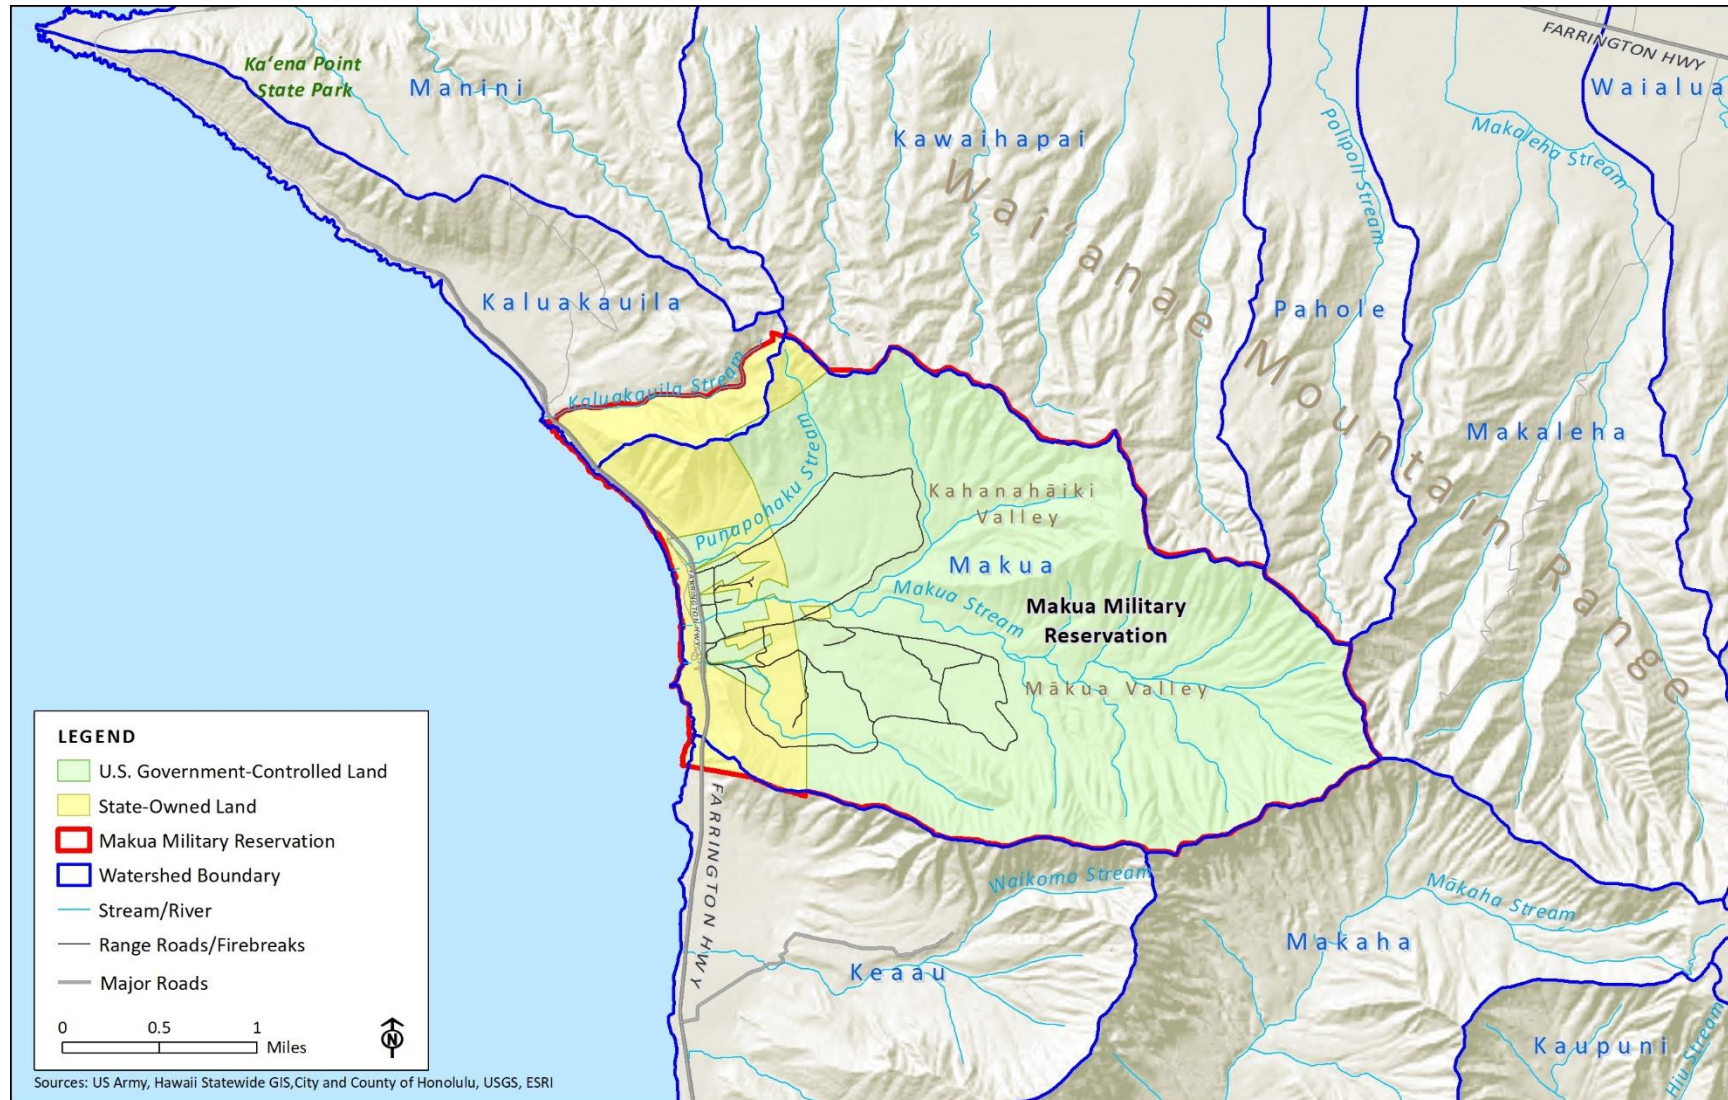 FARRINGTON HWY
Kaʻena Point
State Park
Manini
Waialua
Kawaihapai
Polipoli Stream
Makaleha Stream
Wai‘anae Mountain Range
Kaluakauila
Pahole
Kaluakauila Stream
Makaleha
Punapohaku Stream
Kahanahāiki
Valley
Makua
FARRINGTON HWY
Makua Stream
Makua Military
Reservation
Mākua Valley
LEGEND
U.S. Government-Controlled Land
State-Owned Land
Makua Military Reservation
Watershed Boundary
Stream/River
Range Roads/Firebreaks
Major Roads
0 0.5 1
Miles
N
FARRINGTON HWY
Waikomo Stream
Mākaha Stream
Makaha
Keaau
Kaupuni
Hiu Stream
Sources: US Army, Hawaii Statewide GIS,City and County of Honolulu, USGS, ESRI